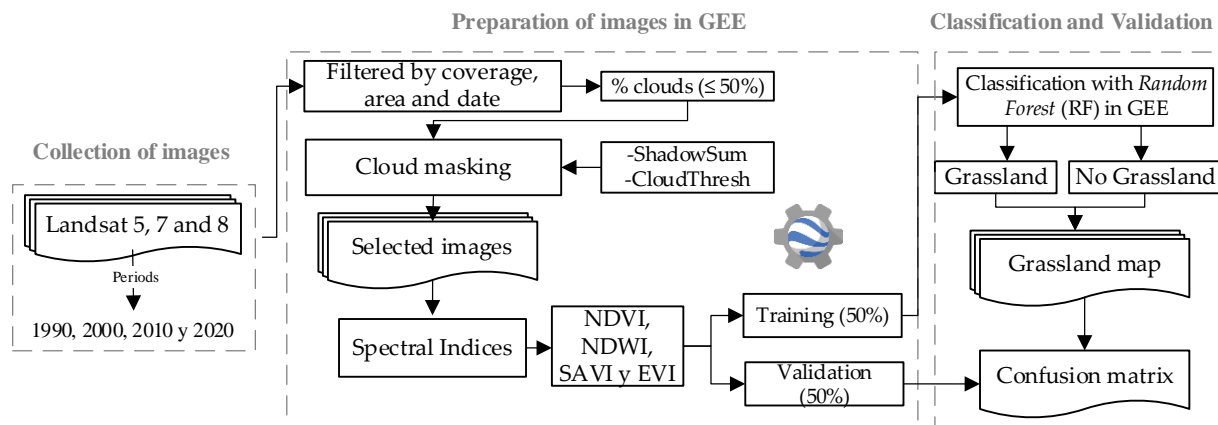 Collection of images
Landsat 5, 7 and 8
Periods
1990, 2000, 2010 y 2020
Preparation of images in GEE
Filtered by coverage,
area and date
% clouds (≤ 50%)
Cloud masking
-ShadowSum
-CloudThresh
Selected images
Spectral Indices
NDVI,
NDWI,
SAVI y EVI
Training (50%)
Validation
(50%)
Classification and Validation
Classification with Random
Forest (RF) in GEE
Grassland
No Grassland
Grassland map
Confusion matrix